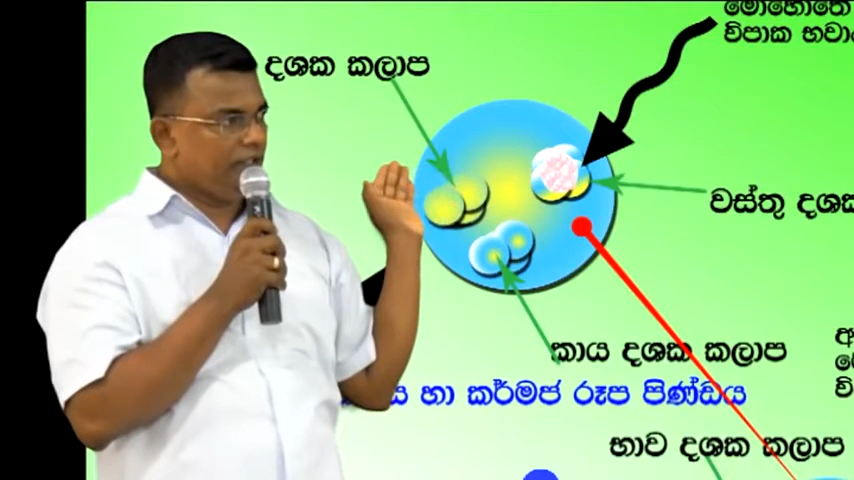 මොහොතේ
විපාක භවාං
දශක කලාප
වස්තු දශක
කාය දශක කලාප
හා කර්මජ රූප පිණ්ඩය
භාව දශක කලාප